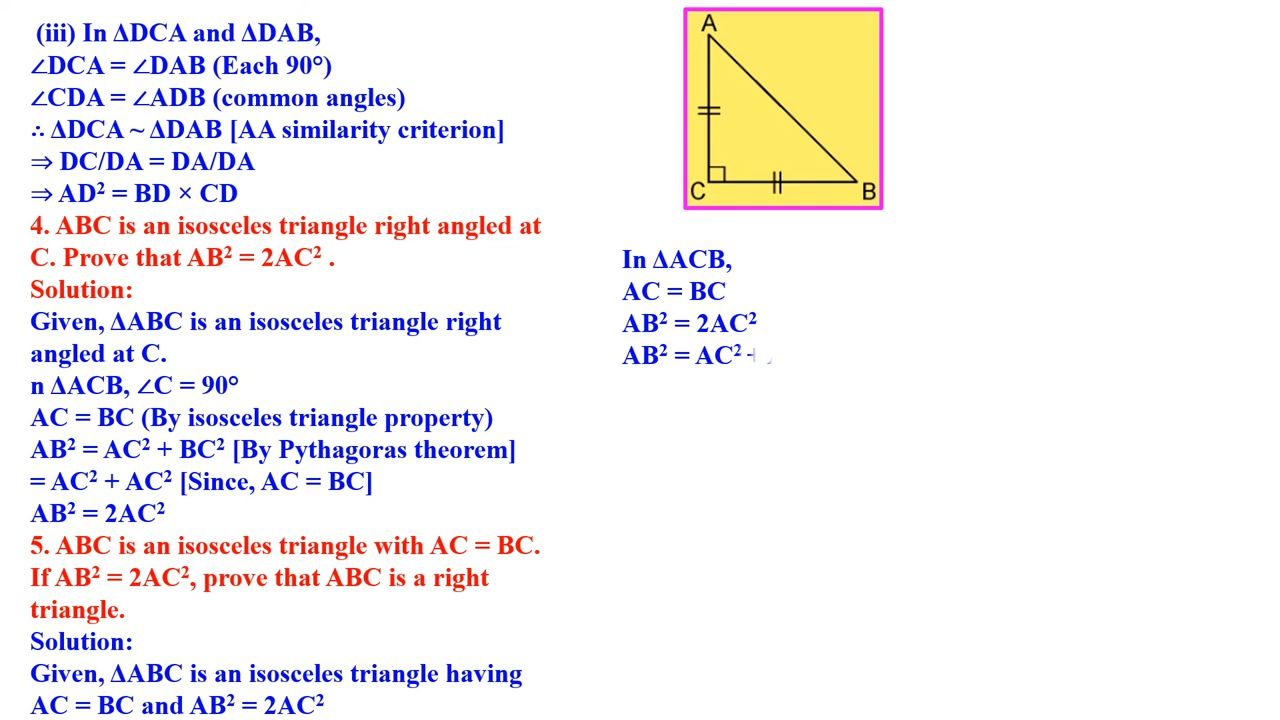 (iii) In ΔDCA and ΔDAB,
∠DCA = ∠DAB (Each 90°)
∠CDA = ∠ADB (common angles)
∴ ΔDCA ~ ΔDAB [AA similarity criterion]
⇒ DC/DA = DA/DA
⇒ AD² = BD × CD
4. ABC is an isosceles triangle right angled at
C. Prove that AB² = 2AC² .
Solution:
Given, ΔABC is an isosceles triangle right
angled at C.
n ΔACB, ∠C = 90°
AC = BC (By isosceles triangle property)
AB² = AC² + BC² [By Pythagoras theorem]
= AC² + AC² [Since, AC = BC]
AB² = 2AC²
5. ABC is an isosceles triangle with AC = BC.
If AB² = 2AC², prove that ABC is a right
triangle.
Solution:
Given, ΔABC is an isosceles triangle having
AC = BC and AB² = 2AC²
A
C
B
In ΔACB,
AC = BC
AB² = 2AC²
AB² = AC² +